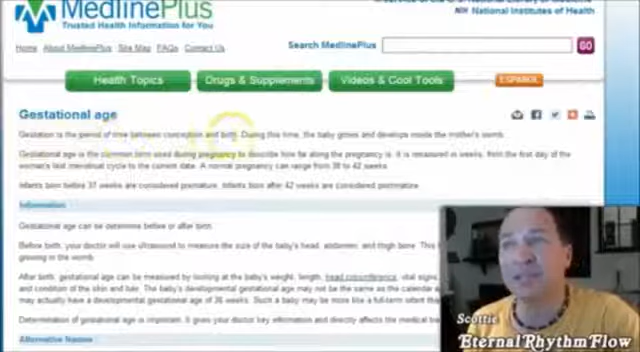 MedlinePlus
Trusted Health Information for You
NIH National Institutes of Health
Home About MedlinePlus Site Map FAQs Contact Us
Search MedlinePlus
GO
Health Topics
Drugs & Supplements
Videos & Cool Tools
ESPAÑOL
Gestational age
Gestation is the period of time between conception and birth. During this time, the baby grows and develops inside the mother's womb.
Gestational age is the common term used during pregnancy to describe how far along the pregnancy is. It is measured in weeks, from the first day of the
woman's last menstrual cycle to the current date. A normal pregnancy can range from 38 to 42 weeks.
Infants born before 37 weeks are considered premature. Infants born after 42 weeks are considered postmature.
Information
Gestational age can be determined before or after birth.
Before birth, your doctor will use ultrasound to measure the size of the baby's head, abdomen, and thigh bone. This
growing in the womb.
After birth, gestational age can be measured by looking at the baby's weight, length, head circumference, vital signs
and condition of the skin and hair. The baby's developmental gestational age may not be the same as the calendar
may actually have a developmental gestational age of 36 weeks. Such a baby may be more like a full-term infant
Determination of gestational age is important. It gives your doctor key information and directly affects the medical
Alternative Names
Scottie
EternalRhythmFlow